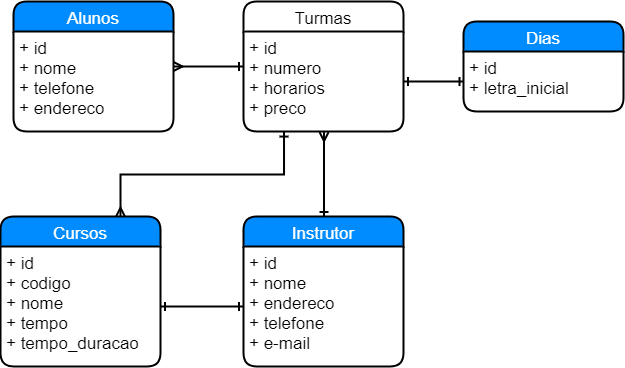 Alunos
+ id
+ nome
+ telefone
+ endereco
Turmas
+ id
+ numero
+ horarios
+ preco
Dias
+ id
+ letra_inicial
Cursos
+ id
+ codigo
+ nome
+ tempo
+ tempo_duracao
Instrutor
+ id
+ nome
+ endereco
+ telefone
+ e-mail